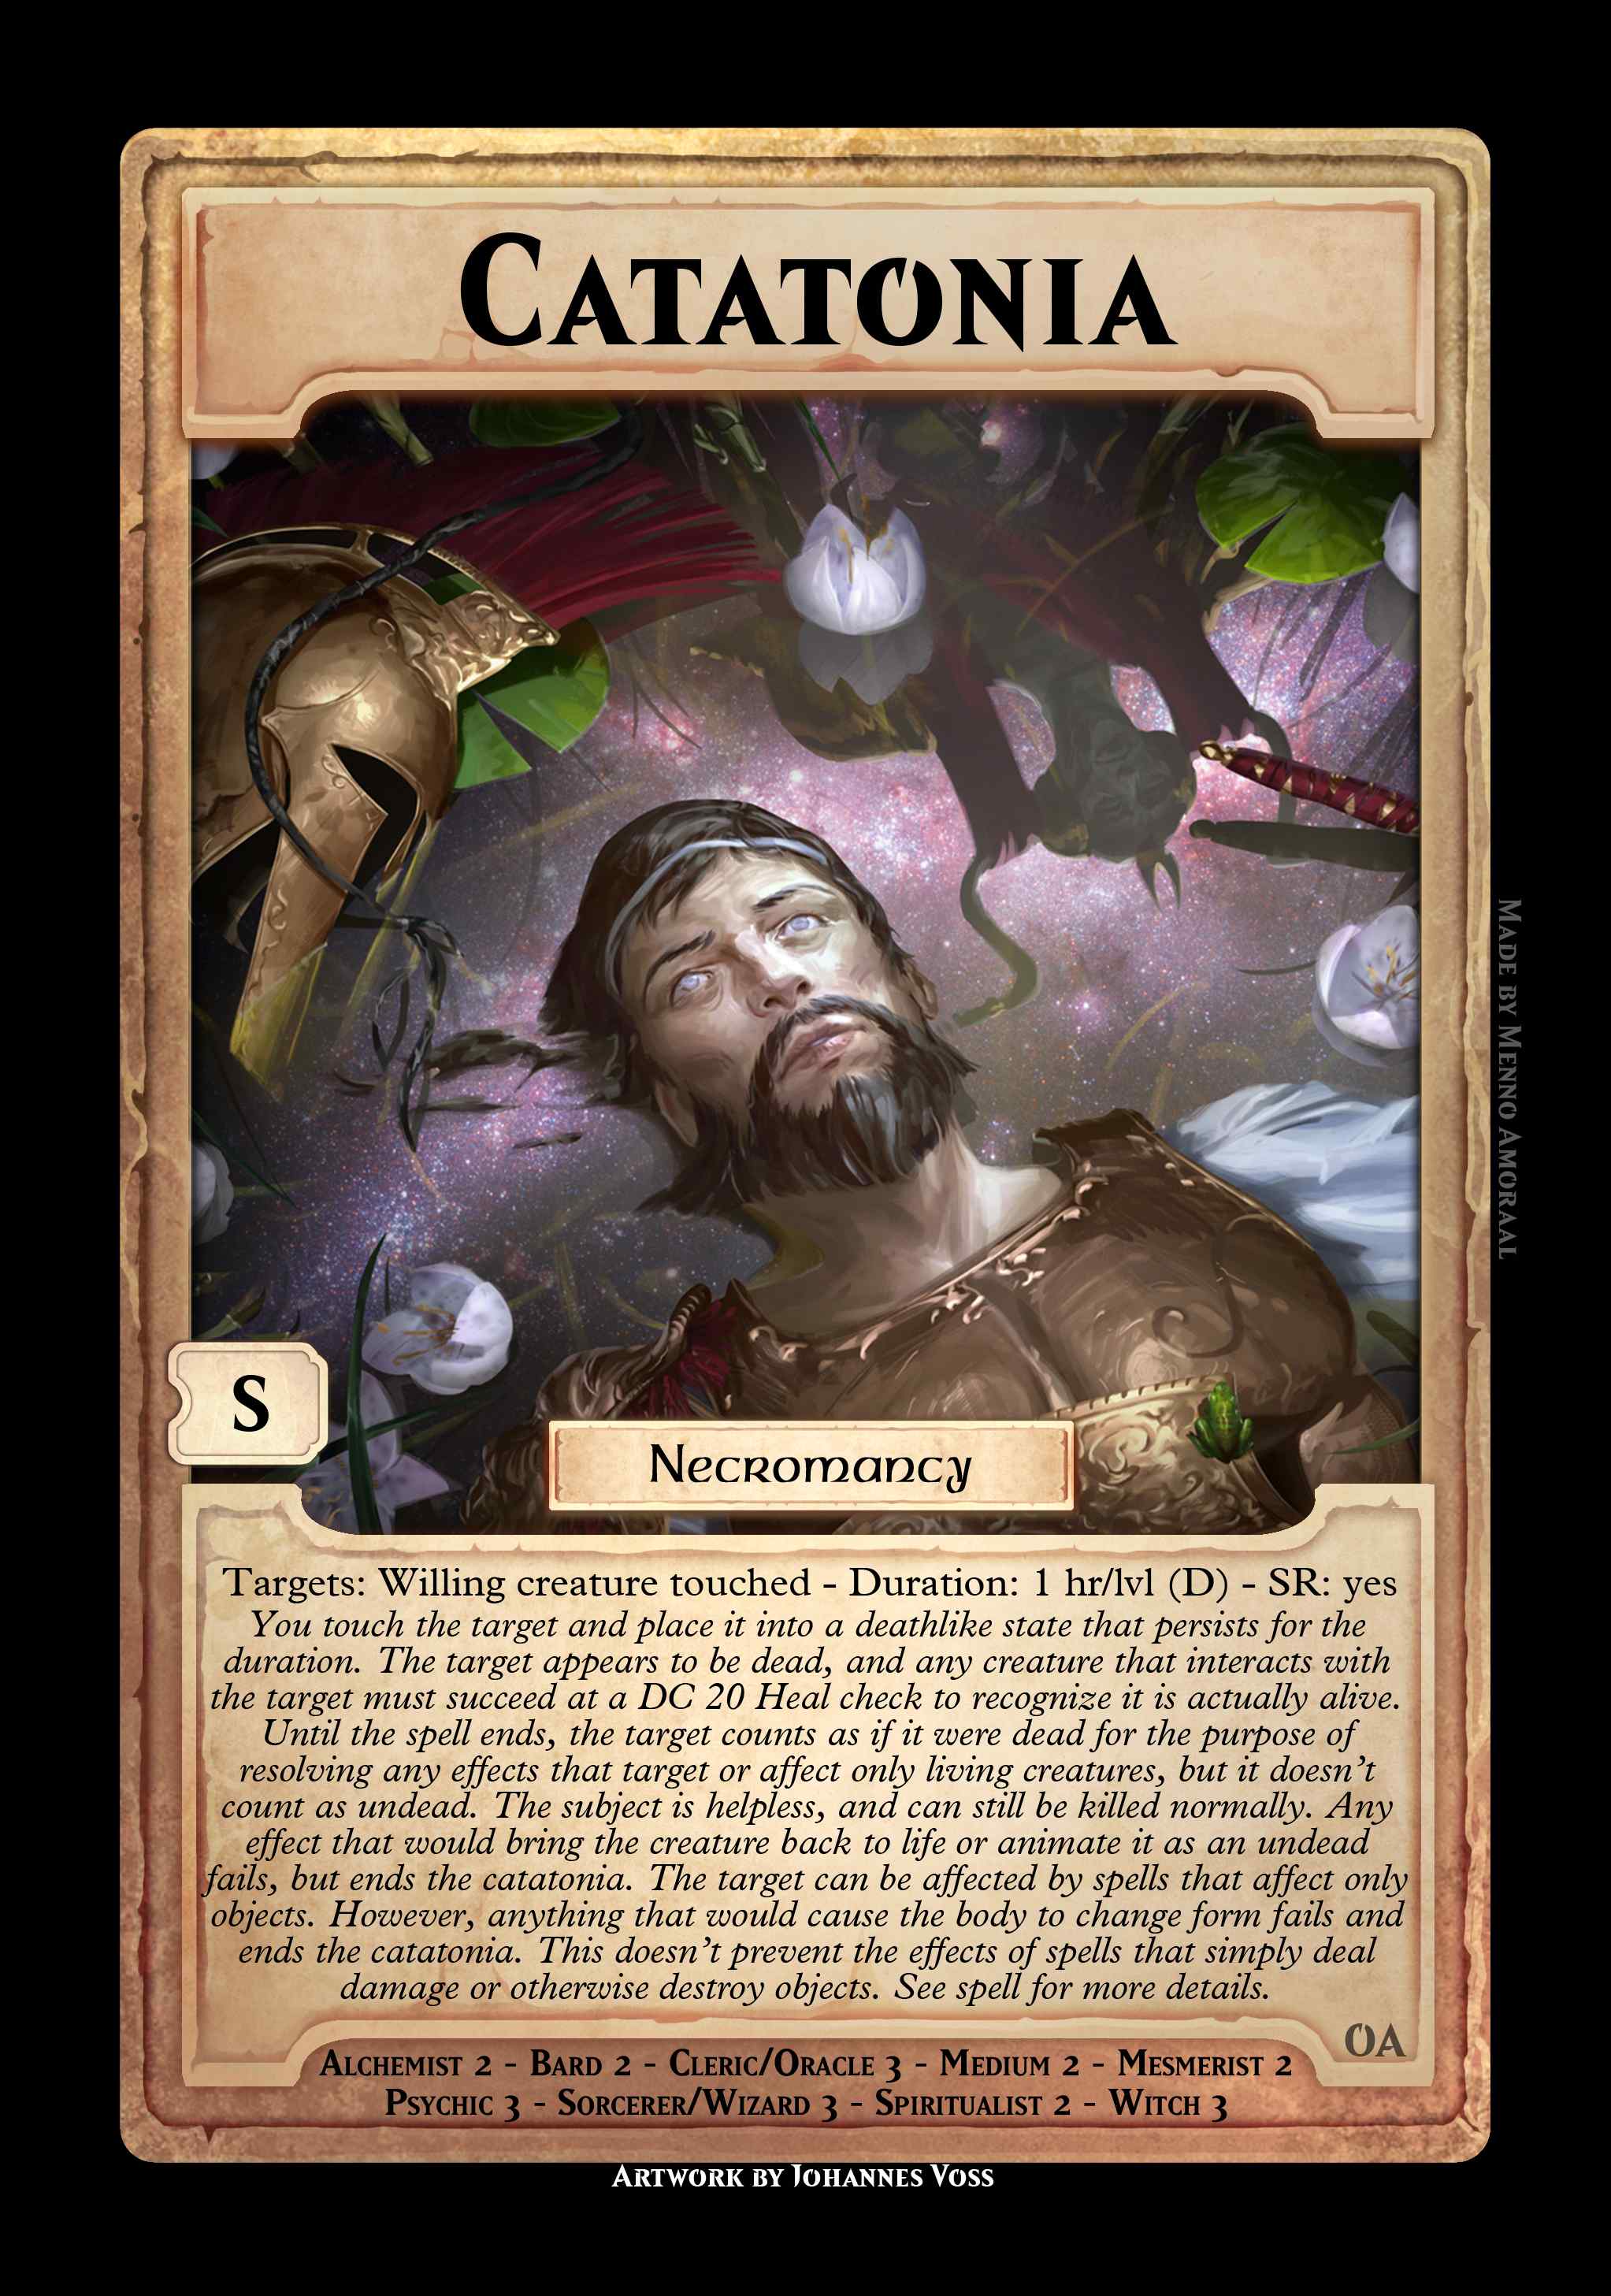 Catatonia
Made by Menno Amoraal
S
Necromancy
Targets: Willing creature touched - Duration: 1 hr/lvl (D) - SR: yes
You touch the target and place it into a deathlike state that persists for the
duration. The target appears to be dead, and any creature that interacts with
the target must succeed at a DC 20 Heal check to recognize it is actually alive.
Until the spell ends, the target counts as if it were dead for the purpose of
resolving any effects that target or affect only living creatures, but it doesn't
count as undead. The subject is helpless, and can still be killed normally. Any
effect that would bring the creature back to life or animate it as an undead
fails, but ends the catatonia. The target can be affected by spells that affect only
objects. However, anything that would cause the body to change form fails and
ends the catatonia. This doesn't prevent the effects of spells that simply deal
damage or otherwise destroy objects. See spell for more details.
OA
Alchemist 2 - Bard 2 - Cleric/Oracle 3 - Medium 2 - Mesmerist 2
Psychic 3 - Sorcerer/Wizard 3 - Spiritualist 2 - Witch 3
Artwork by Johannes Voss